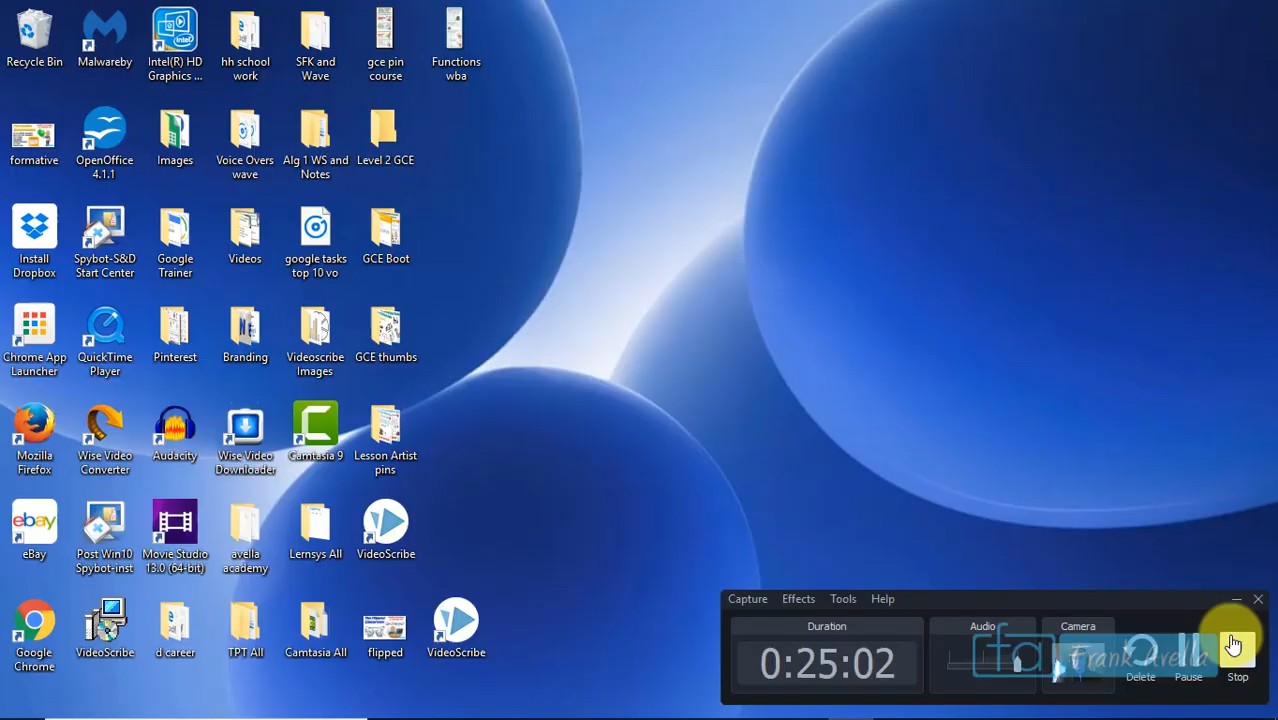 Recycle Bin
Malwareby
Intel(R) HD
Graphics ...
hh school
work
SFK and
Wave
gce pin
course
Functions
wba
formative
OpenOffice
4.1.1
Images
Voice Overs
wave
Alg 1 WS and
Notes
Level 2 GCE
Install
Dropbox
Spybot-S&D
Start Center
Google
Trainer
Videos
google tasks
top 10 vo
GCE Boot
Chrome App
Launcher
QuickTime
Player
Pinterest
Branding
Videoscribe
Images
GCE thumbs
Mozilla
Firefox
Wise Video
Converter
Audacity
Wise Video
Downloader
Camtasia 9
Lesson Artist
pins
ebay
eBay
Post Win10
Spybot-inst
Movie Studio
13.0 (64-bit)
avella
academy
Lernsys All
VideoScribe
Google
Chrome
VideoScribe
d career
TPT All
Camtasia All
flipped
VideoScribe
Capture Effects Tools Help
Duration
0:25:02
Audio
Camera
Delete
Pause
Stop
cfa Frank Avella